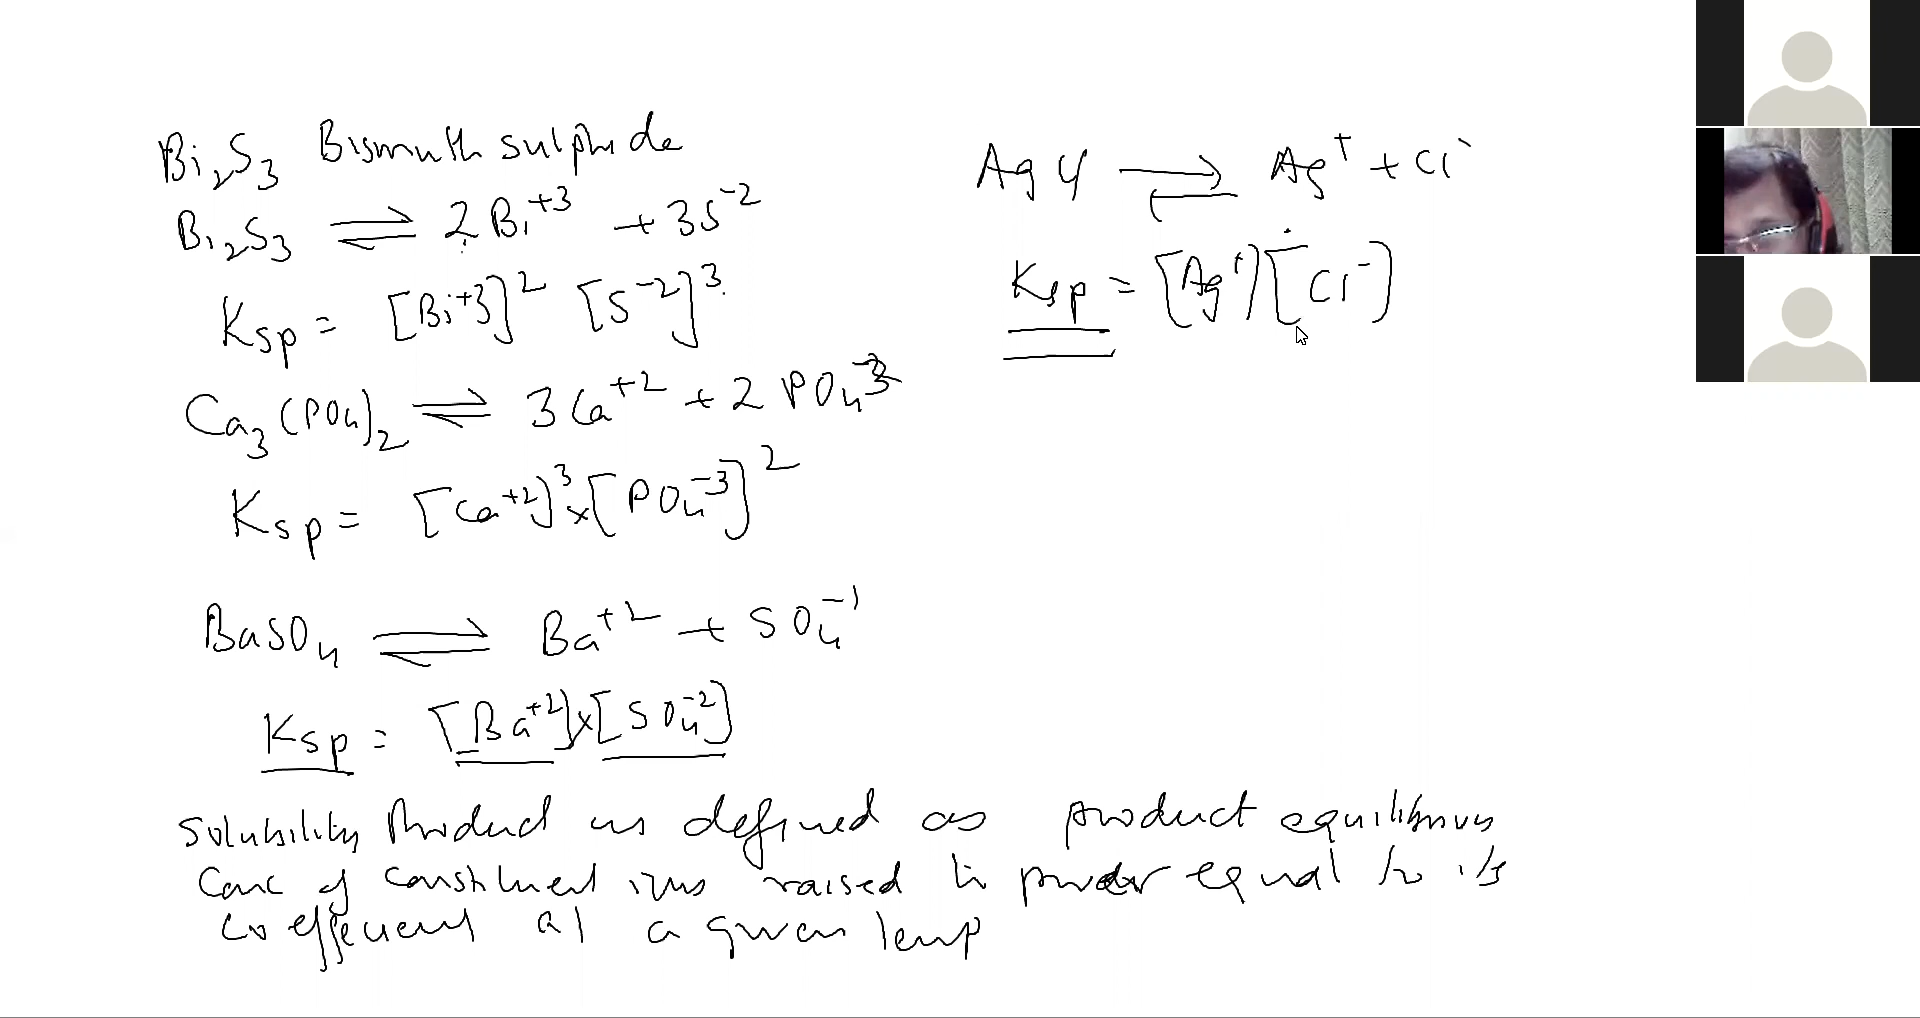 Bi₂S₃ Bismuth sulphide
Bi₂S₃ ⇌ 2Bi⁺³ + 3S⁻²
Ksp = [Bi⁺³]² [S⁻²]³
Ca₃(PO₄)₂ ⇌ 3Ca⁺² + 2PO₄⁻³
Ksp = [Ca⁺²]³ × [PO₄⁻³]²
BaSO₄ ⇌ Ba⁺² + SO₄⁻¹
Ksp = [Ba⁺²] × [SO₄⁻²]
Solubility Product is defined as product equilibrium
conc of constituent ions raised to power equal to its
coefficient at a given temp
AgCl ⇌ Ag⁺ + Cl⁻
Ksp = [Ag⁺][Cl⁻]